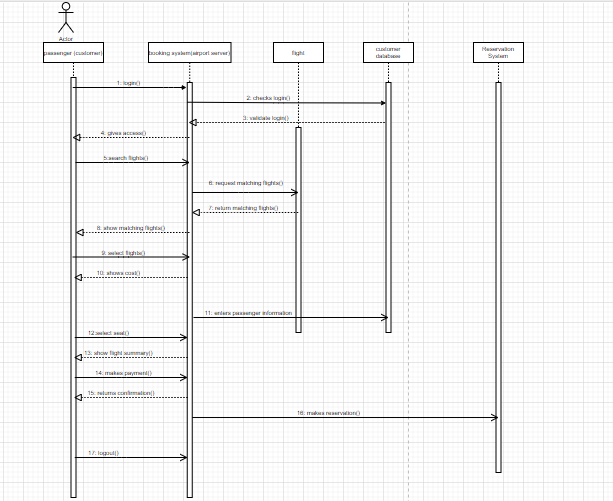 Actor
passenger (customer)
booking system(airport server)
flight
customer
database
Reservation
System
1: login()
2: checks login()
3: validate login()
4: gives access()
5:search flights()
6: request matching flights()
7: return matching flights()
8: show matching flights()
9: select flights()
10: shows cost()
11: enters passenger information
12:select seat()
13: show flight summary()
14: makes payment()
15: returns confirmation()
16: makes reservation()
17: logout()